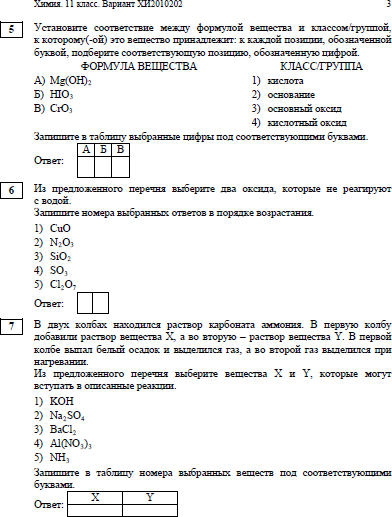 Химия. 11 класс. Вариант ХИ2010202 3
5 Установите соответствие между формулой вещества и классом/группой,
к которому(-ой) это вещество принадлежит: к каждой позиции, обозначенной
буквой, подберите соответствующую позицию, обозначенную цифрой.
ФОРМУЛА ВЕЩЕСТВА КЛАСС/ГРУППА
А) Mg(OH)₂ 1) кислота
Б) HIO₃ 2) основание
В) CrO₃ 3) основный оксид
4) кислотный оксид
Запишите в таблицу выбранные цифры под соответствующими буквами.
А Б В
Ответ:
6 Из предложенного перечня выберите два оксида, которые не реагируют
с водой.
Запишите номера выбранных ответов в порядке возрастания.
1) CuO
2) N₂O₃
3) SiO₂
4) SO₃
5) Cl₂O₇
Ответ:
7 В двух колбах находился раствор карбоната аммония. В первую колбу
добавили раствор вещества X, а во вторую – раствор вещества Y. В первой
колбе выпал белый осадок и выделился газ, а во второй газ выделился при
нагревании.
Из предложенного перечня выберите вещества X и Y, которые могут
вступать в описанные реакции.
1) KOH
2) Na₂SO₄
3) BaCl₂
4) Al(NO₃)₃
5) NH₃
Запишите в таблицу номера выбранных веществ под соответствующими
буквами.
X Y
Ответ: